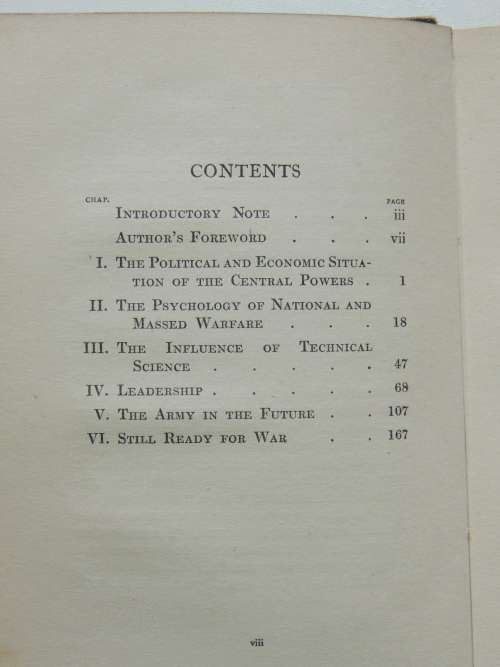 CONTENTS
CHAP. PAGE
INTRODUCTORY NOTE . . . iii
AUTHOR'S FOREWORD . . . vii
I. THE POLITICAL AND ECONOMIC SITUA-
TION OF THE CENTRAL POWERS . 1
II. THE PSYCHOLOGY OF NATIONAL AND
MASSED WARFARE . . . 18
III. THE INFLUENCE OF TECHNICAL
SCIENCE . . . . . 47
IV. LEADERSHIP . . . . . 68
V. THE ARMY IN THE FUTURE . . 107
VI. STILL READY FOR WAR . . 167
viii